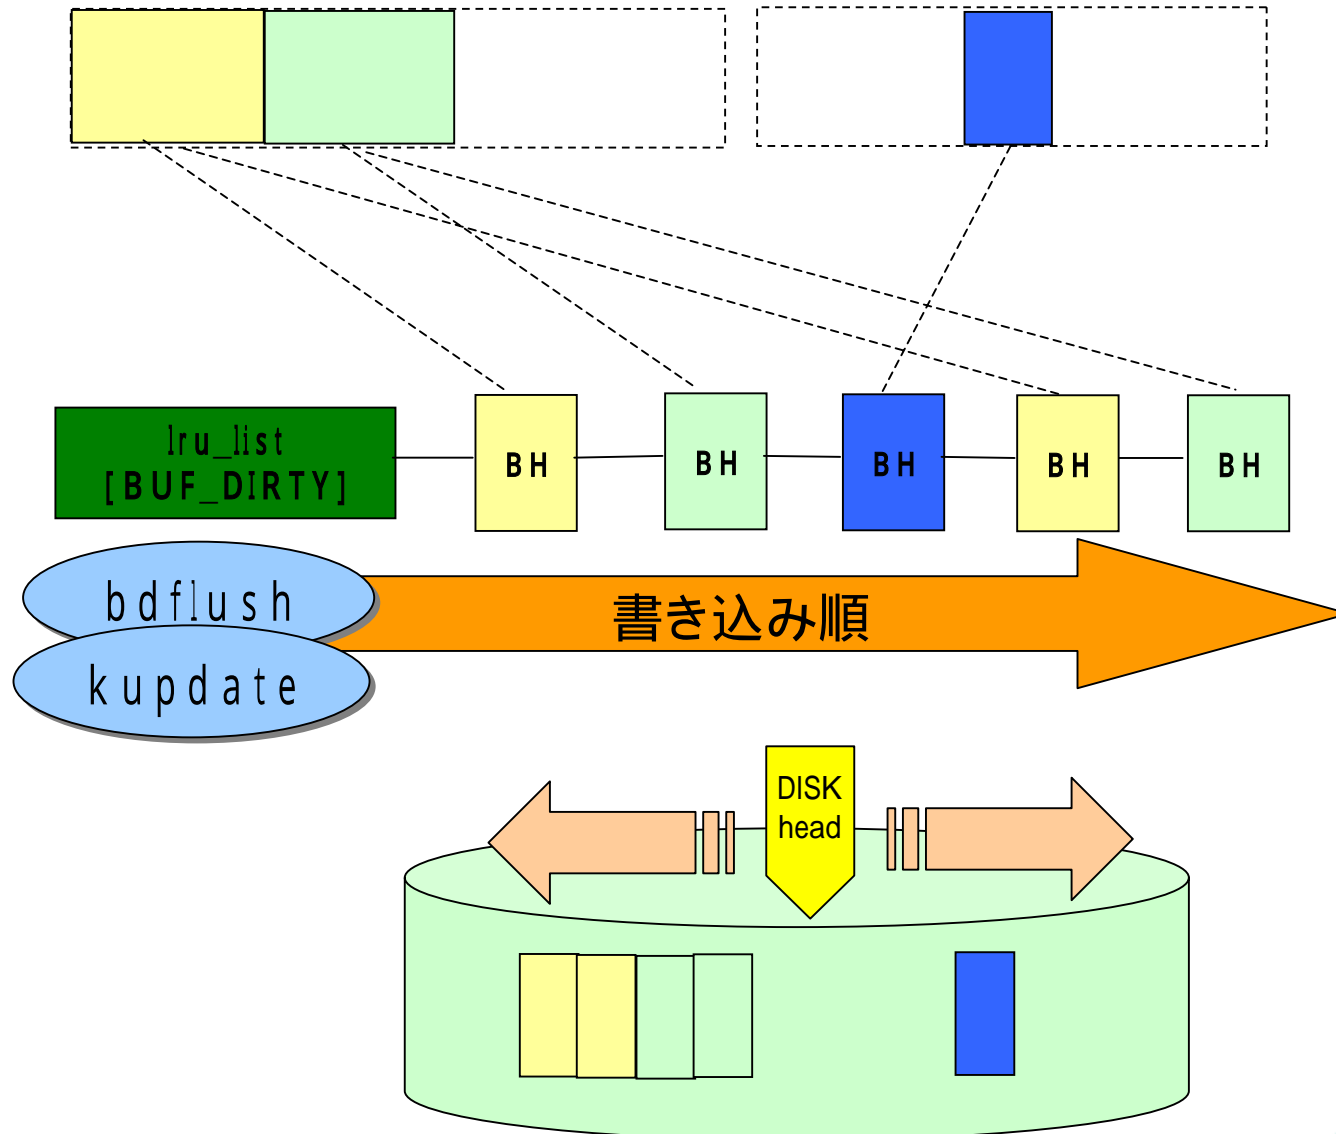 lru_list
[BUF_DIRTY]
BH
BH
BH
BH
BH
bdflush
書き込み順
kupdate
DISK
head